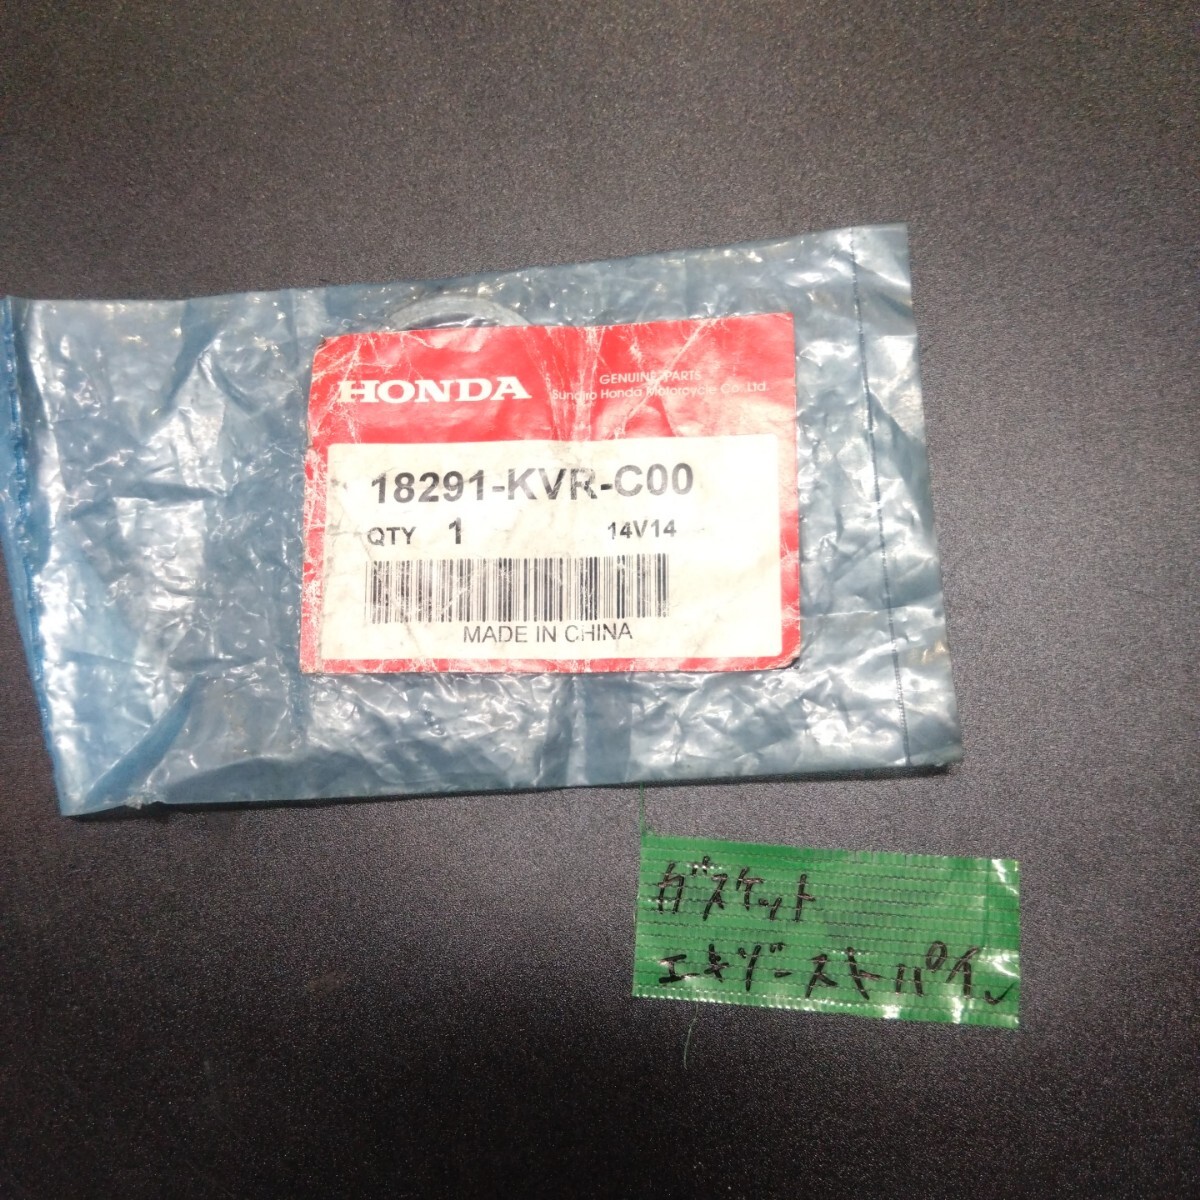 HONDA
GENUINE PARTS
Sundiro Honda Motorcycle Co.,Ltd.
18291-KVR-C00
QTY 1 14V14
MADE IN CHINA
ガスケット
エキゾーストパイ